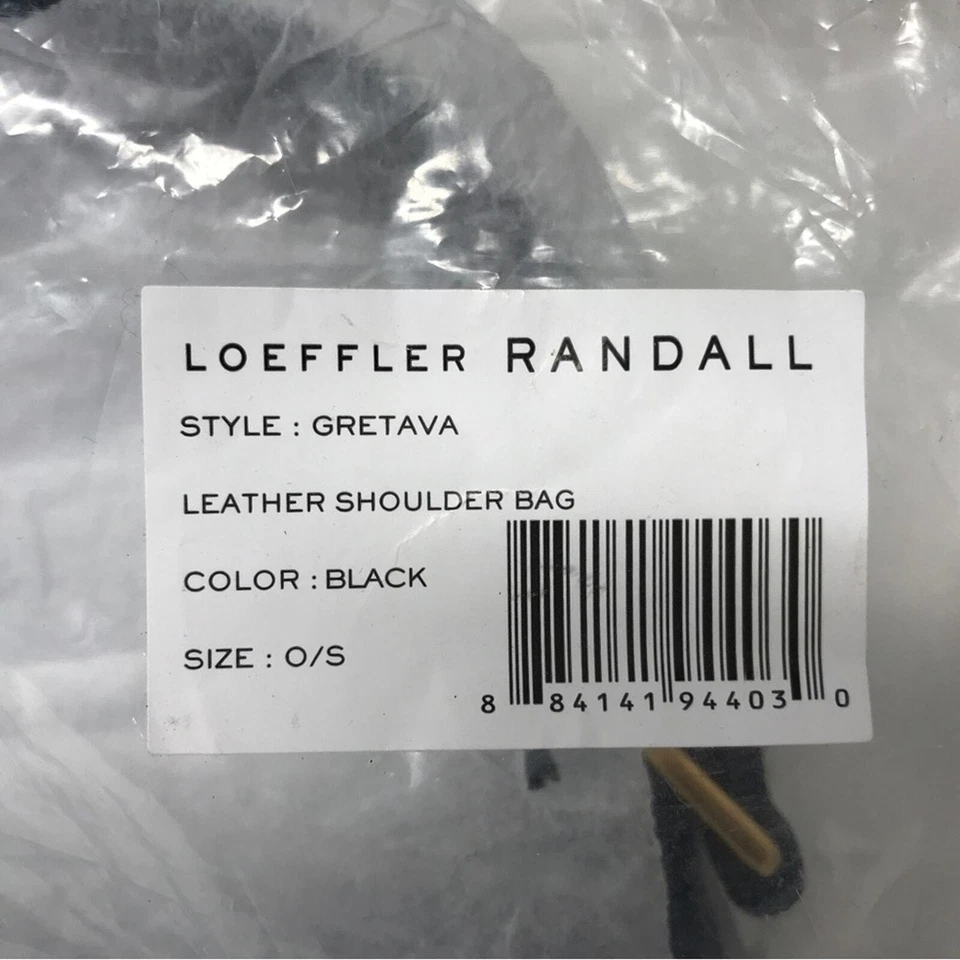 LOEFFLER RANDALL
STYLE : GRETAVA
LEATHER SHOULDER BAG
COLOR : BLACK
SIZE : O/S
8 84141 94403 0